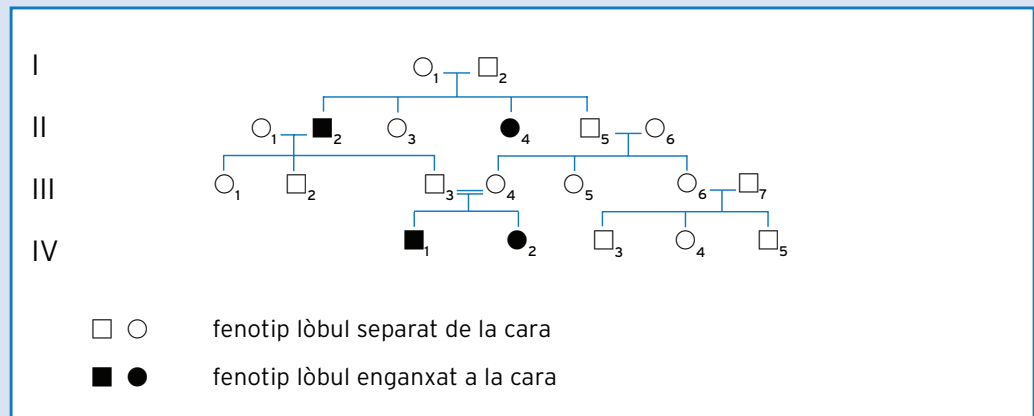 I
1 2
II
1 2 3 4 5 6
III
1 2 3 4 5 6 7
IV
1 2 3 4 5
fenotip lòbul separat de la cara
fenotip lòbul enganxat a la cara